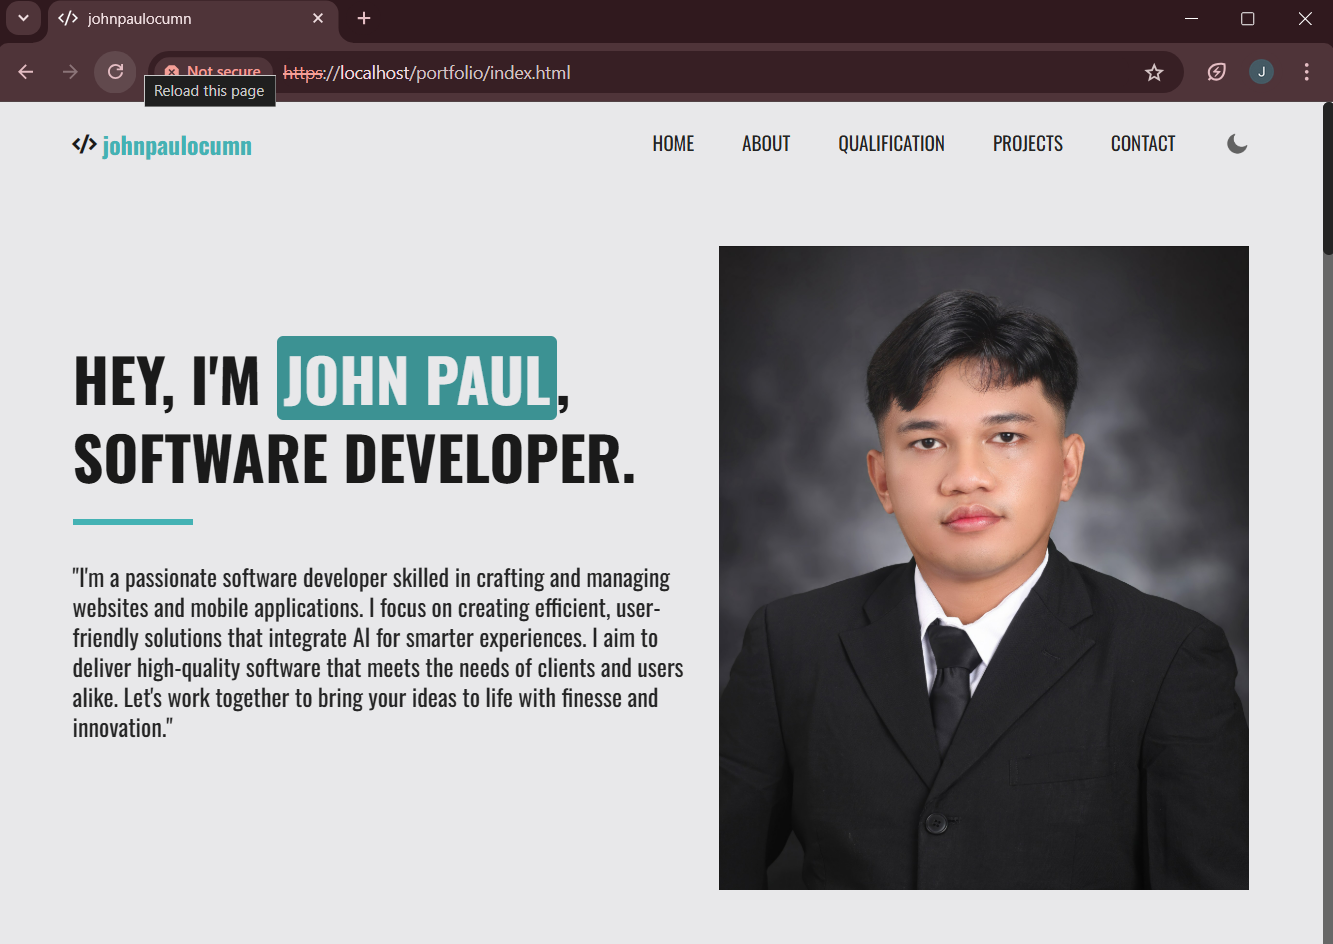 johnpaulocumn
Not secure
https://localhost/portfolio/index.html
J
Reload this page
</> johnpaulocumn
HOME
ABOUT
QUALIFICATION
PROJECTS
CONTACT
HEY, I'M JOHN PAUL,
SOFTWARE DEVELOPER.
"I'm a passionate software developer skilled in crafting and managing
websites and mobile applications. I focus on creating efficient, user-
friendly solutions that integrate AI for smarter experiences. I aim to
deliver high-quality software that meets the needs of clients and users
alike. Let's work together to bring your ideas to life with finesse and
innovation."